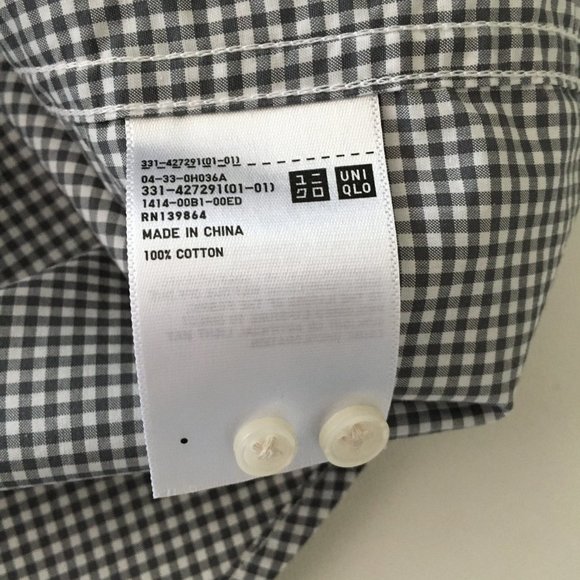 331-427291(01-01)
04-33-0H036A
331-427291(01-01)
1414-00B1-00ED
RN139864
MADE IN CHINA
100% COTTON
ユニ
クロ
UNI
QLO